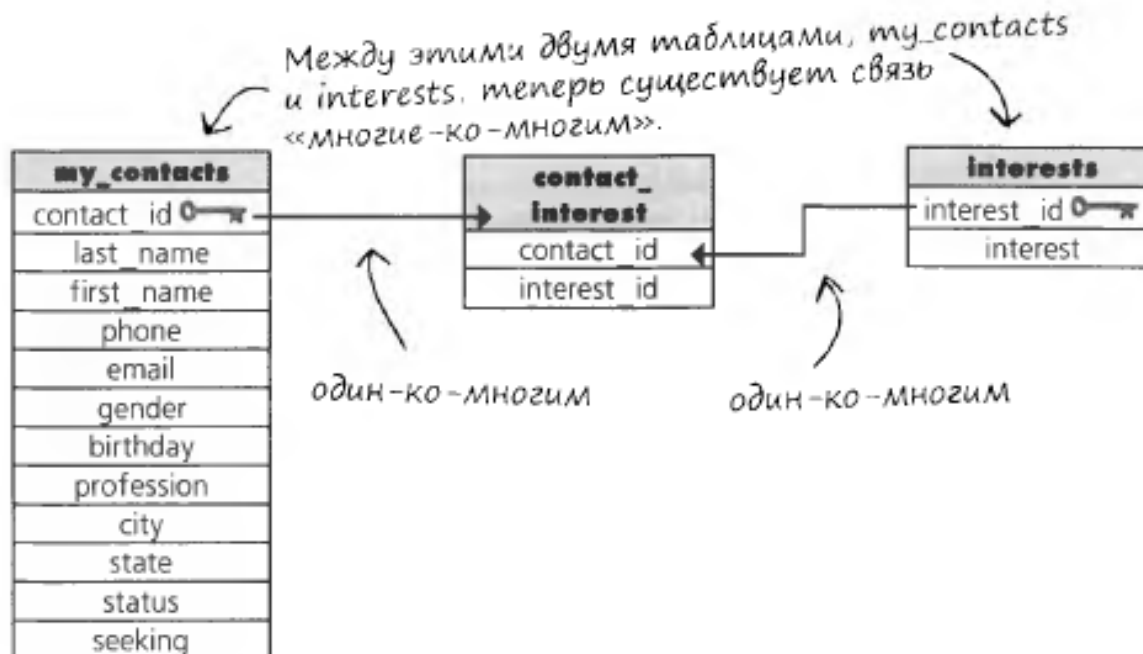 Между этими двумя таблицами, my_contacts
и interests, теперь существует связь
«многие-ко-многим».
my_contacts
contact_id
last_name
first_name
phone
email
gender
birthday
profession
city
state
status
seeking
contact_
interest
contact_id
interest_id
interests
interest_id
interest
один-ко-многим
один-ко-многим